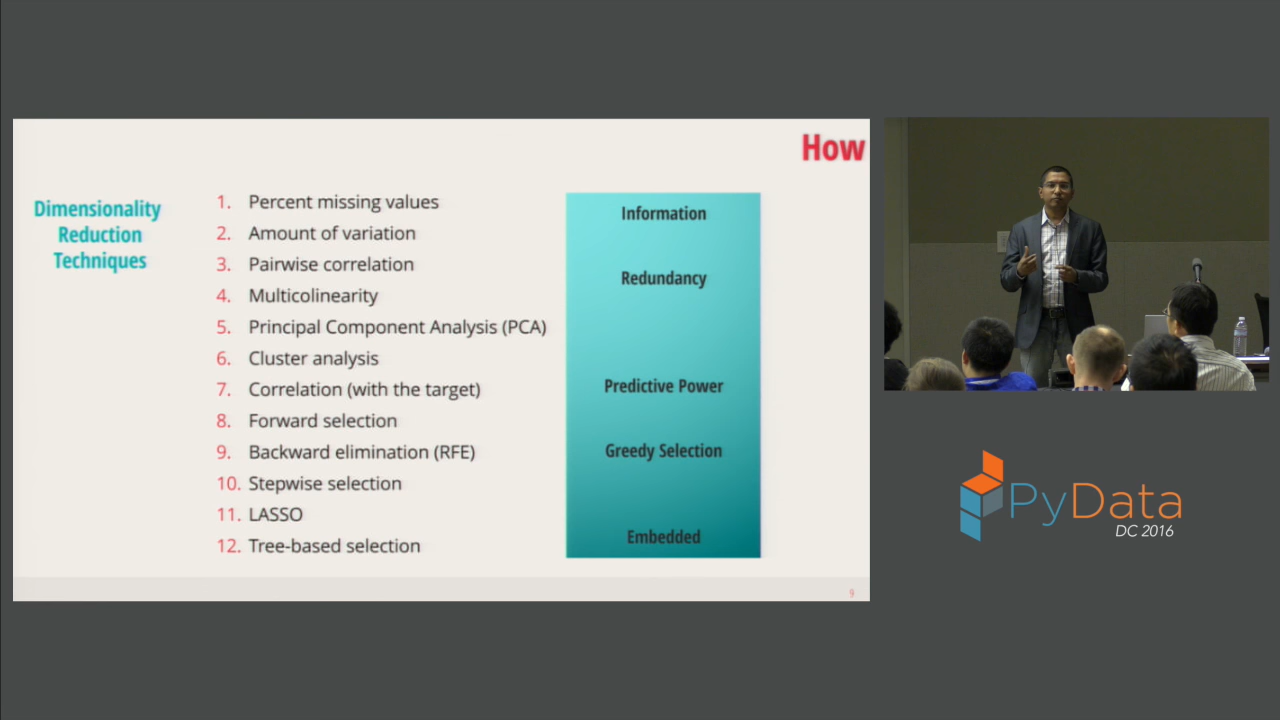 How
Dimensionality
Reduction
Techniques
1. Percent missing values
2. Amount of variation
3. Pairwise correlation
4. Multicolinearity
5. Principal Component Analysis (PCA)
6. Cluster analysis
7. Correlation (with the target)
8. Forward selection
9. Backward elimination (RFE)
10. Stepwise selection
11. LASSO
12. Tree-based selection
Information
Redundancy
Predictive Power
Greedy Selection
Embedded
9
PyData
DC 2016